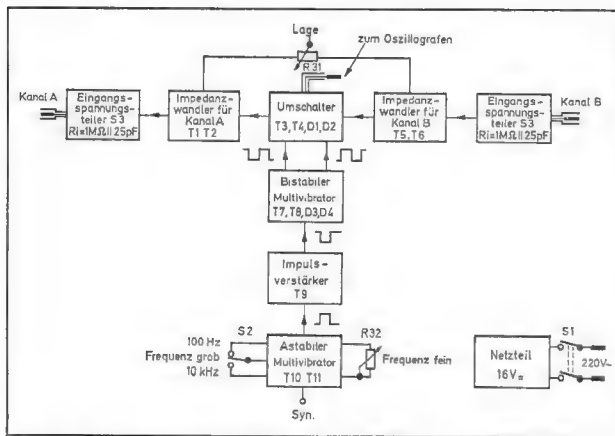 Lage
zum Oszillografen
R31
Kanal A
Eingangs-
spannungs-
teiler S3
Ri=1MΩ||25pF
Impedanz-
wandler für
Kanal A
T1 T2
Umschalter
T3, T4, D1, D2
Impedanz-
wandler für
Kanal B
T5, T6
Eingangs-
spannungs-
teiler S3
Ri=1MΩ||25pF
Kanal B
Bistabiler
Multivibrator
T7, T8, D3, D4
Impuls-
verstärker
T9
S2
100 Hz
Frequenz grob
10 kHz
Astabiler
Multivibrator
T10 T11
R32
Frequenz fein
Syn.
Netzteil
16V=
S1
220V~